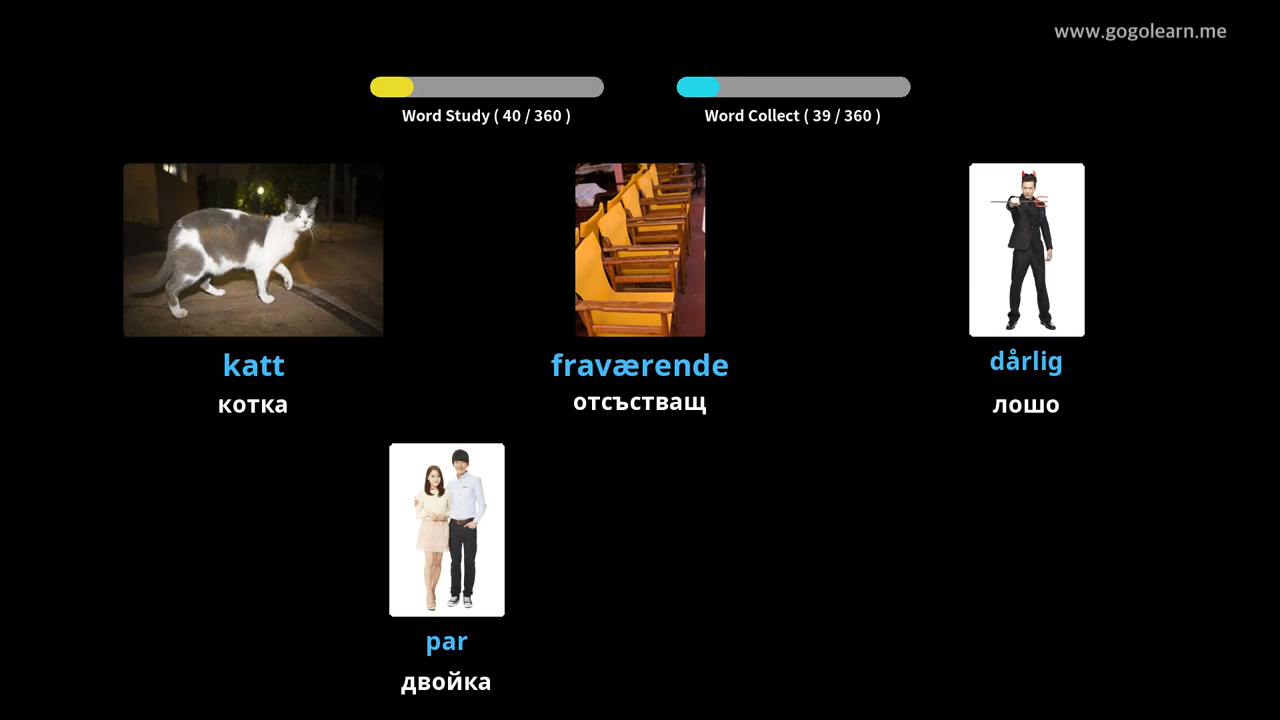 www.gogolearn.me
Word Study ( 40 / 360 )
Word Collect ( 39 / 360 )
katt
котка
fraværende
отсъстващ
dårlig
лошо
par
двойка